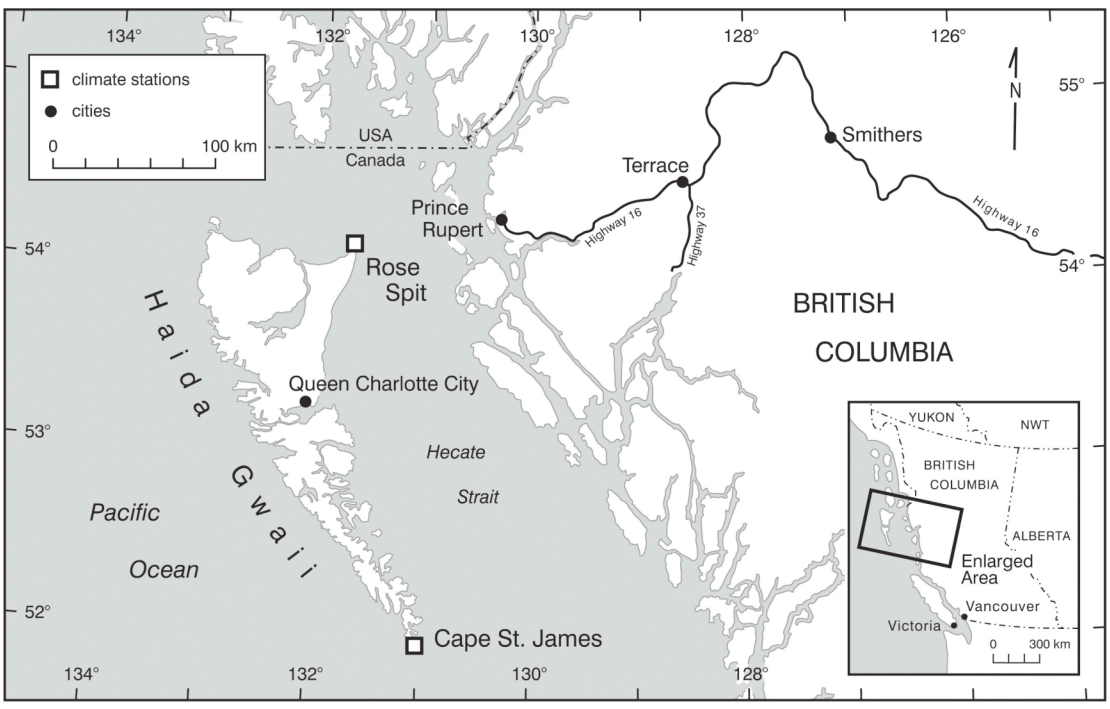 134°
132°
130°
128°
126°
climate stations
cities
0
100 km
N
55°
USA
Canada
Smithers
Terrace
Prince
Rupert
Highway 16
Highway 37
Highway 16
54°
54°
Rose
Spit
Haida
Gwaii
BRITISH
COLUMBIA
Queen Charlotte City
53°
Hecate
Strait
Pacific
Ocean
52°
Cape St. James
YUKON
NWT
BRITISH
COLUMBIA
ALBERTA
Enlarged
Area
Vancouver
Victoria
0
300 km
134°
132°
130°
128°